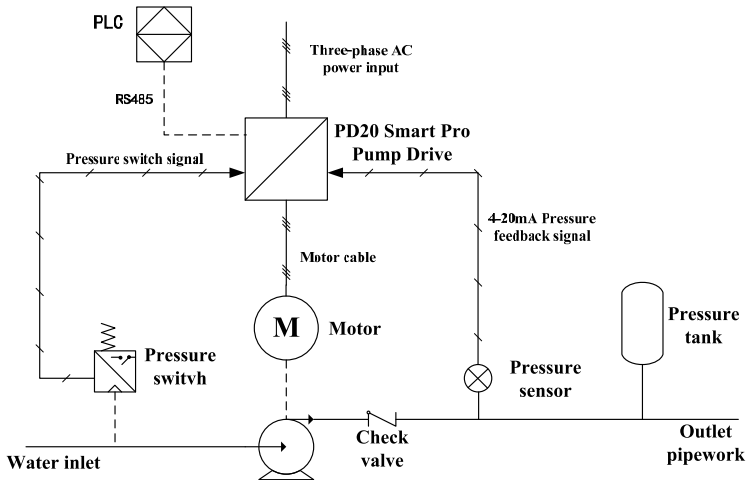 PLC
Three-phase AC
power input
RS485
PD20 Smart Pro
Pump Drive
Pressure switch signal
4-20mA Pressure
feedback signal
Motor cable
M
Motor
Pressure
tank
Pressure
switvh
Pressure
sensor
Check
valve
Outlet
pipework
Water inlet